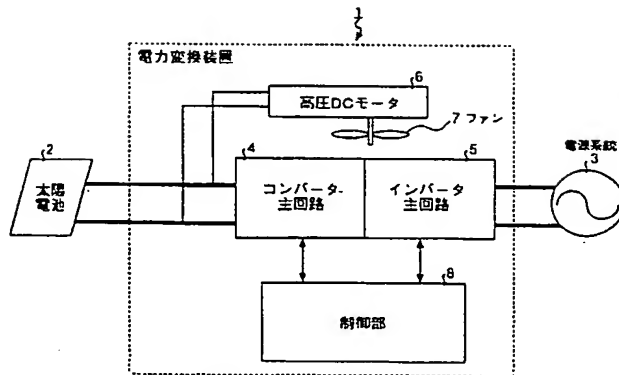 1
電力変換装置
6
高圧DCモータ
7 ファン
2
太陽
電池
4
コンバータ
主回路
5
インバータ
主回路
電源系統
3
8
制御部